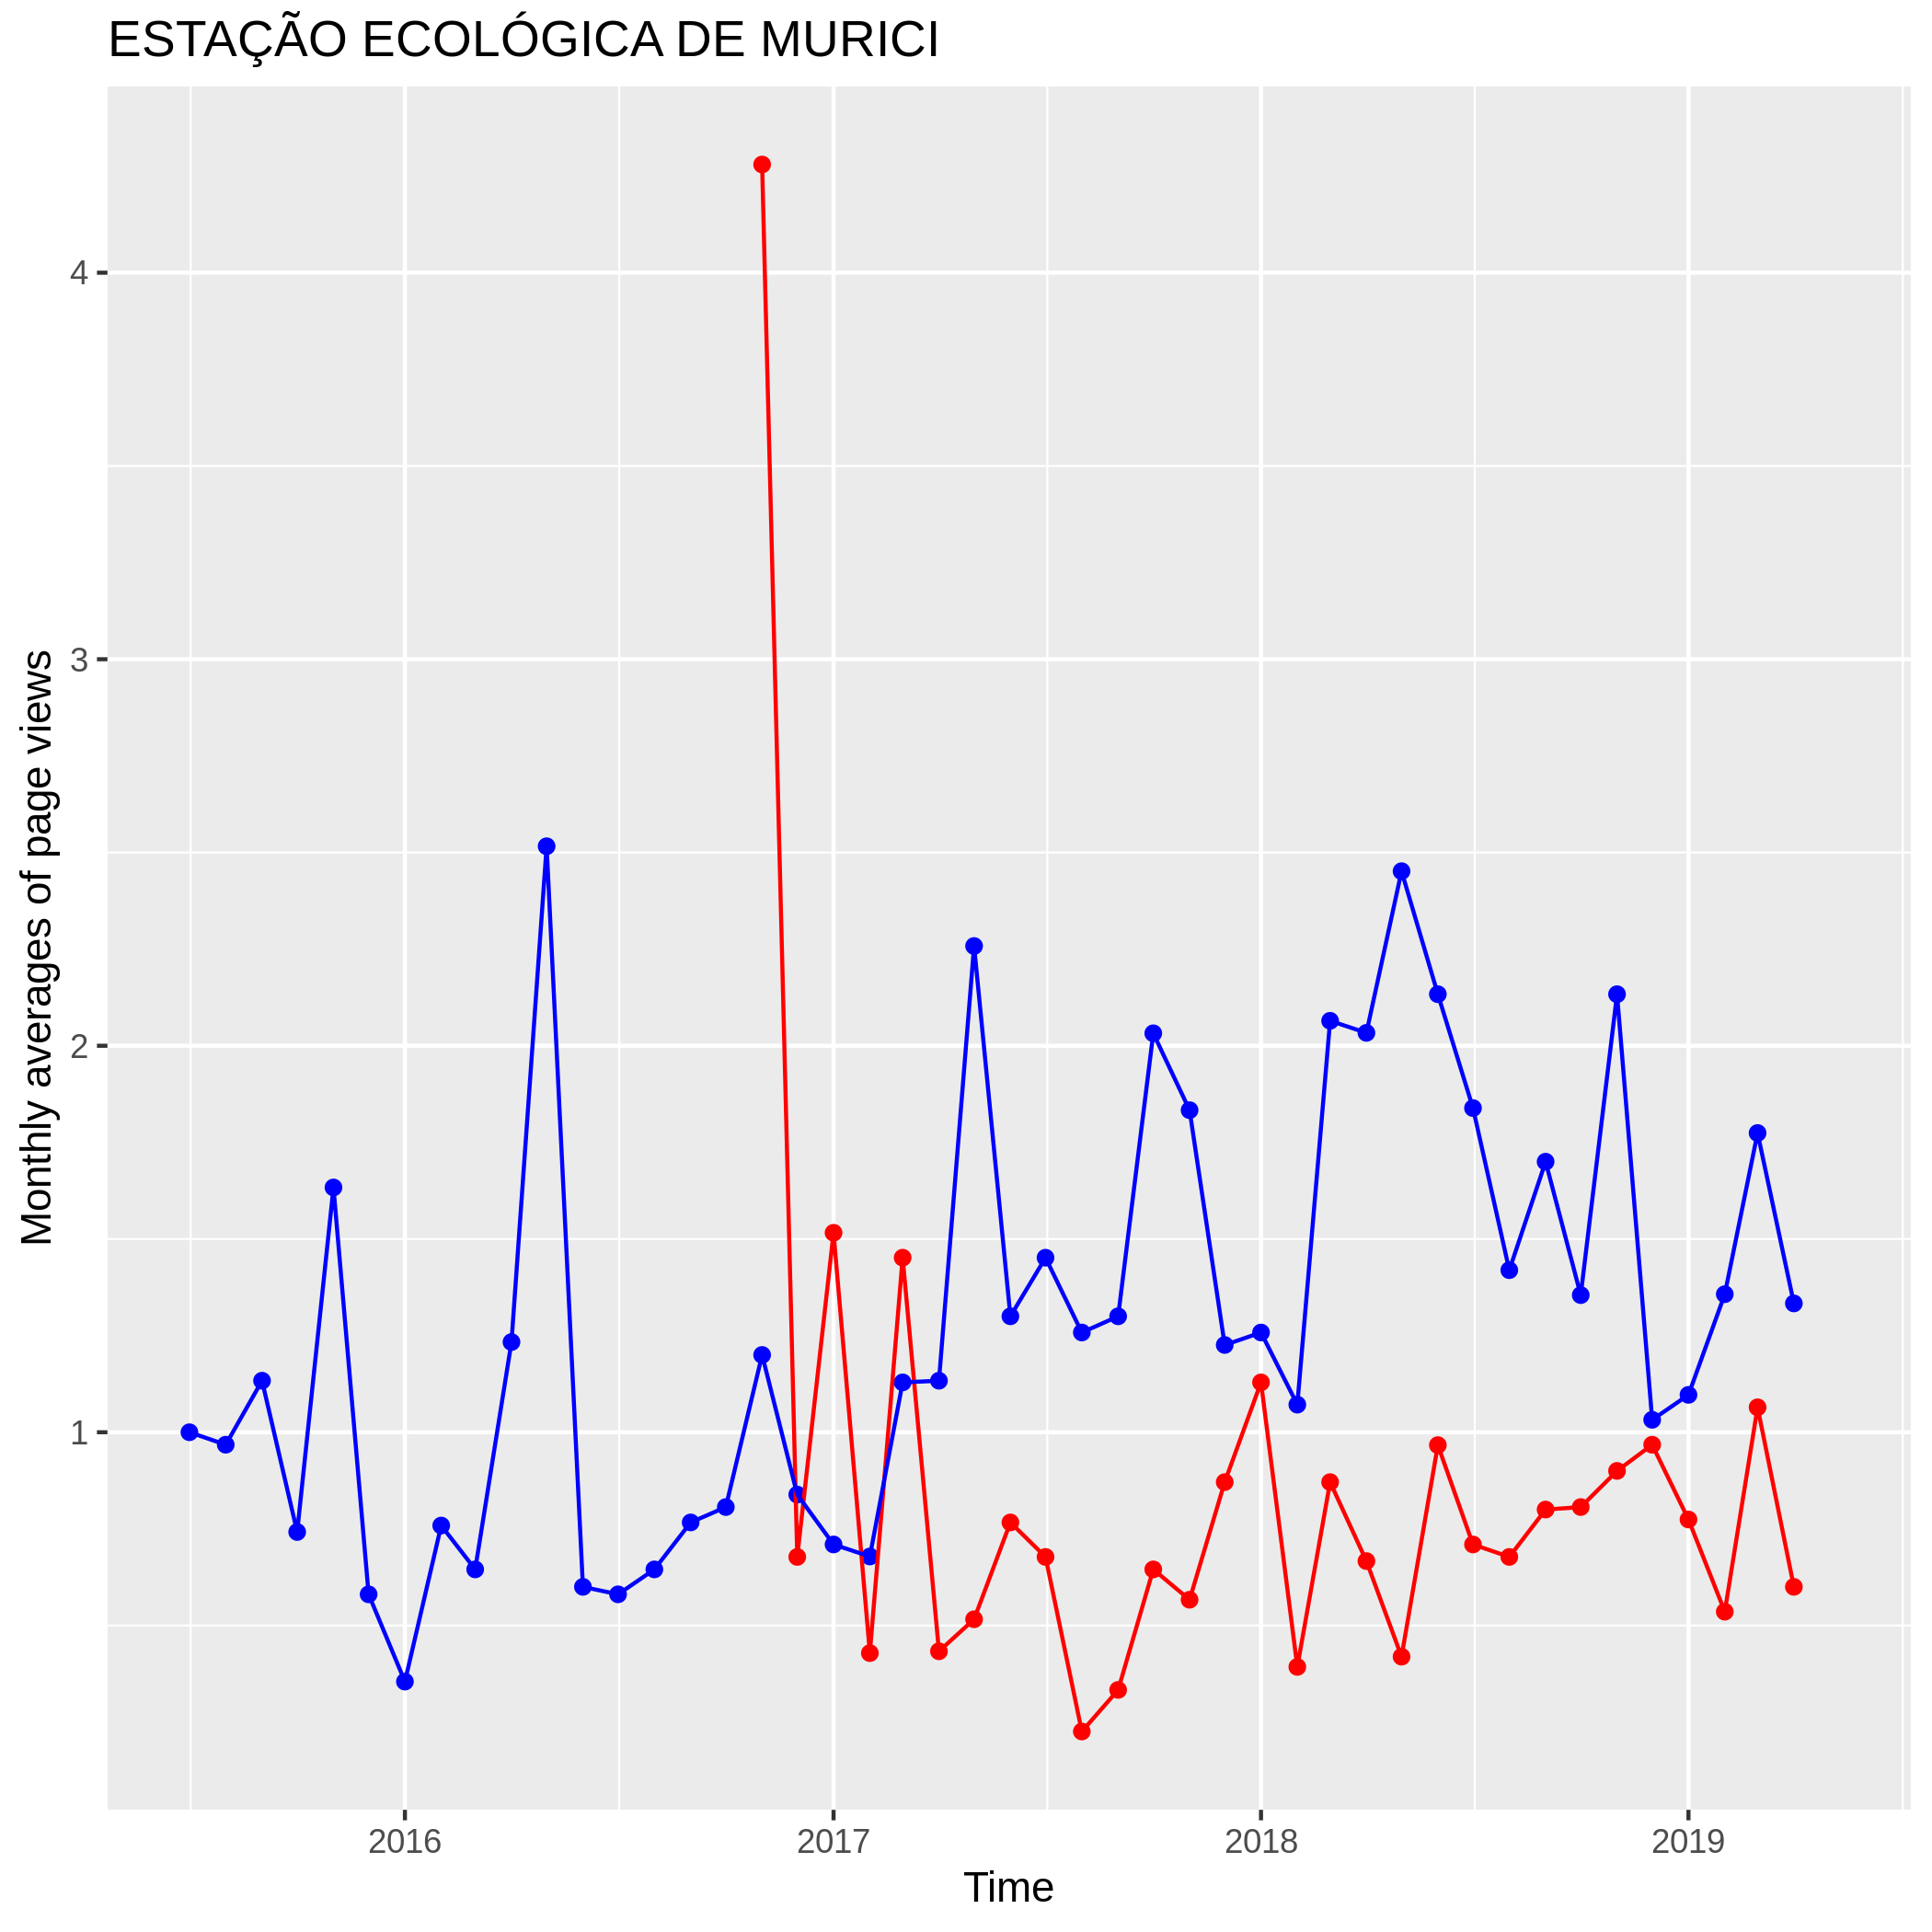 ESTAÇÃO ECOLÓGICA DE MURICI
Monthly averages of page views
4
3
2
1
2016 2017 2018 2019
Time